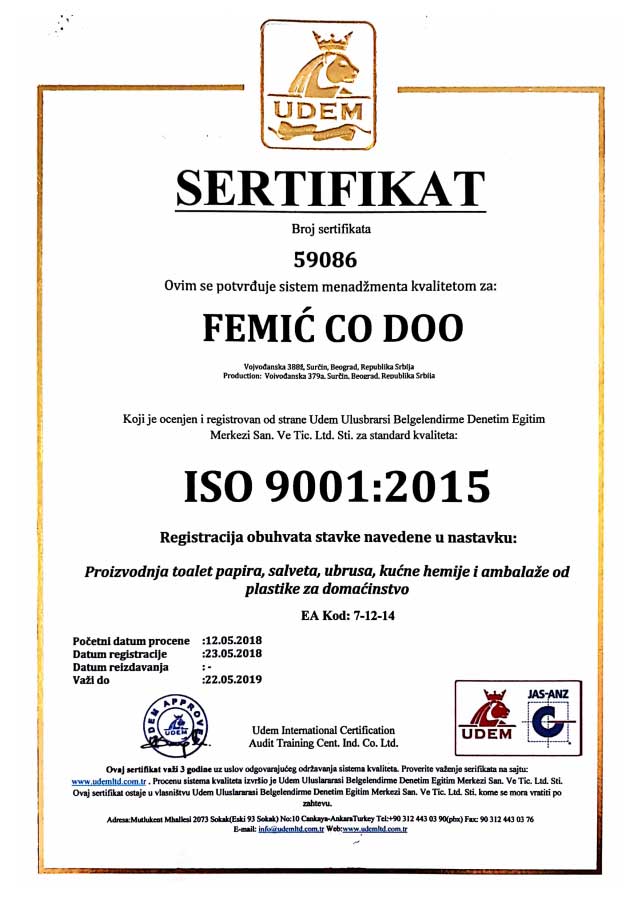 UDEM
SERTIFIKAT
Broj sertifikata
59086
Ovim se potvrđuje sistem menadžmenta kvalitetom za:
FEMIĆ CO DOO
Vojvođanska Surčin, Beograd, Republika Srbija
Production: Voivođanska 379a. Surčin. Beograd. Republika Srbija
Koji je ocenjen i registrovan od strane Udem Ulusbrarsi Belgelendirme Denetim Egitim
Merkezi San. Ve Tic. Ltd. Sti. za standard kvaliteta:
ISO 9001:2015
Registracija obuhvata stavke navedene u nastavku:
Proizvodnja toalet papira, salveta, ubrusa, kućne hemije i ambalaže od
plastike za domaćinstvo
EA Kod: 7-12-14
Početni datum procene :12.05.2018
Datum registracije :23.05.2018
Datum reizdavanja : -
Važi do :22.05.2019
UDEM APPROVED
UDEM
Udem International Certification
Audit Training Cent. Ind. Co. Ltd.
UDEM
JAS-ANZ
Ovaj sertifikat važi 3 godine uz uslov odgovarajućeg održavanja sistema kvaliteta. Proverite važenje serifikata na sajtu:
www.udemltd.com.tr . Procenu sistema kvaliteta izvršio je Udem Uluslararasi Belgelendirme Denetim Egitim Merkezi San. Ve Tic. Ltd. Sti.
Ovaj sertifikat ostaje u vlasništvu Udem Uluslararasi Belgelendirme Denetim Egitim Merkezi San. Ve Tic. Ltd. Sti, kome se mora vratiti po
zahtevu.
Adresa:Mutlukent Mhallesi 2073 Sokak(Eski 93 Sokak) No:10 Cankaya-AnkaraTurkey Tel:+90 312 443 03 90(pbx) Fax: 90 312 443 03 76
E-mail: info@udemltd.com.tr Web:www.udemltd.com.tr